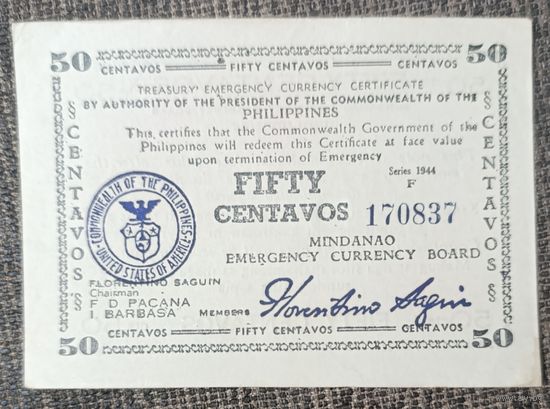 50 50
CENTAVOS FIFTY CENTAVOS CENTAVOS
TREASURY EMERGENCY CURRENCY CERTIFICATE
BY AUTHORITY OF THE PRESIDENT OF THE COMMONWEALTH OF THE
PHILIPPINES
This certifies that the Commonwealth Government of the
Philippines will redeem this Certificate at face value
upon termination of Emergency
§ CENTAVOS §
§ CENTAVOS §
Series 1944
F
FIFTY
CENTAVOS 170837
COMMONWEALTH OF THE PHILIPPINES
UNITED STATES OF AMERICA
MINDANAO
EMERGENCY CURRENCY BOARD
FLORENTINO SAGUIN
Chairman
F D PACANA
I. BARBASA MEMBERS
Florentino Saguin
CENTAVOS FIFTY CENTAVOS CENTAVOS
50 50